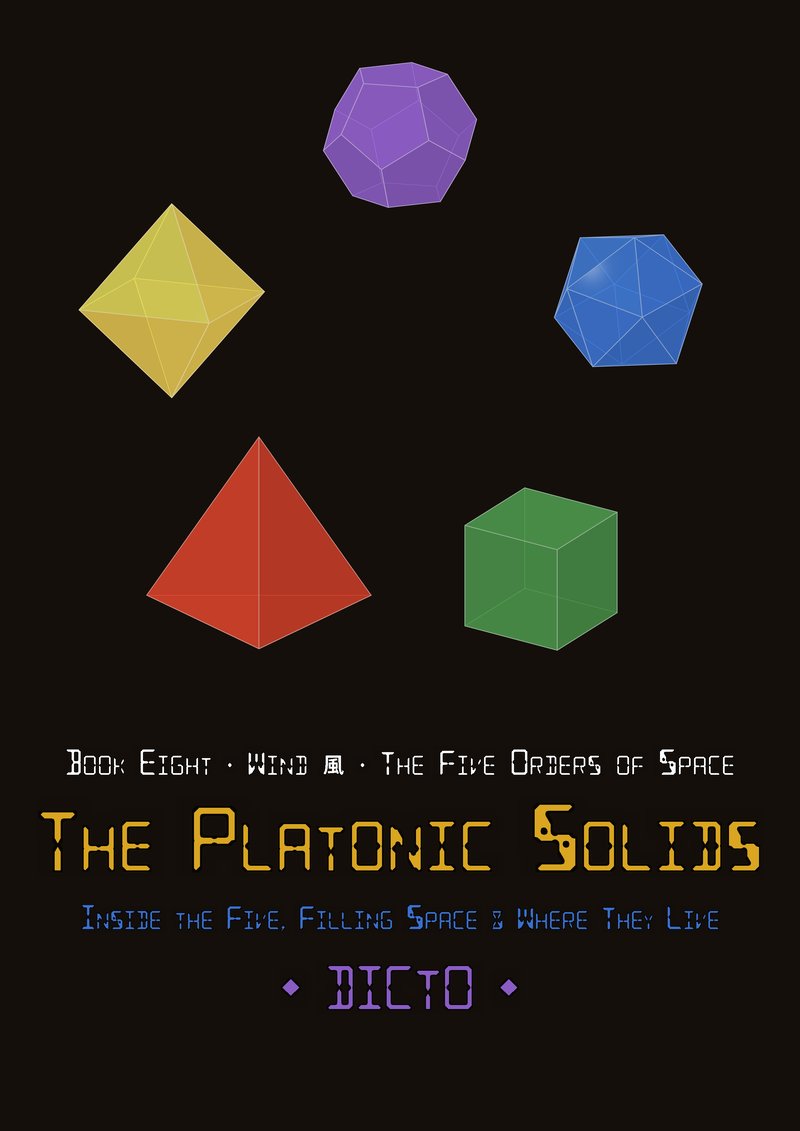 Book Eight · Wind 風 · The Five Orders of Space
The Platonic Solids
Inside the Five, Filling Space & Where They Live
◆ DICTO ◆